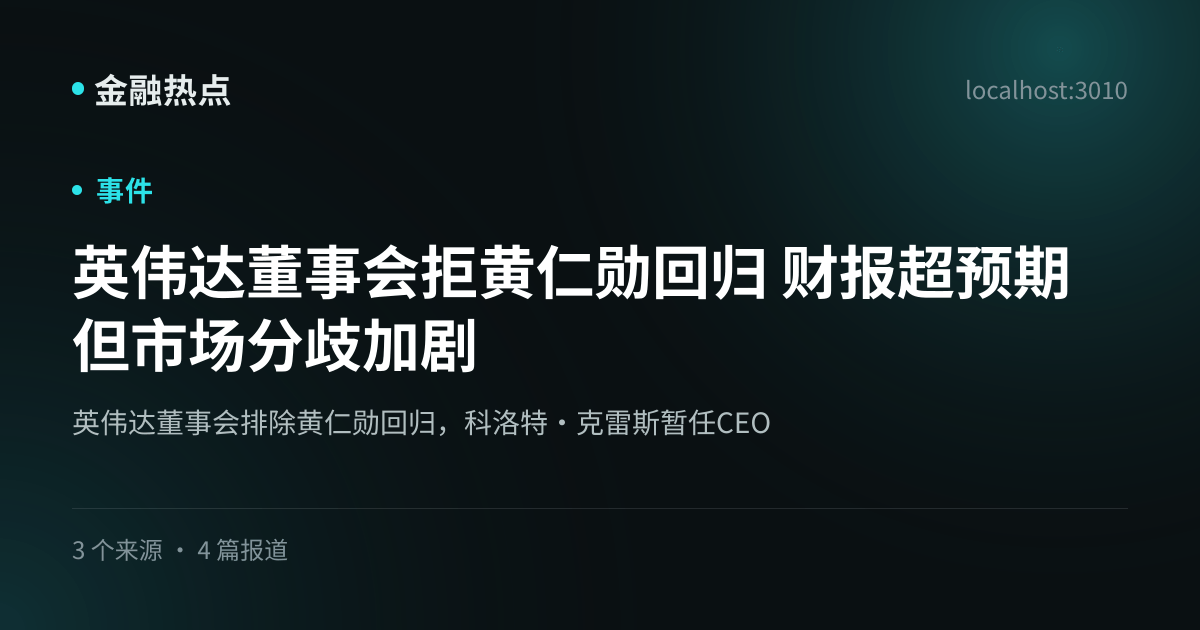 金融热点
localhost:3010
事件
英伟达董事会拒黄仁勋回归 财报超预期
但市场分歧加剧
英伟达董事会排除黄仁勋回归，科洛特·克雷斯暂任CEO
3 个来源 · 4 篇报道